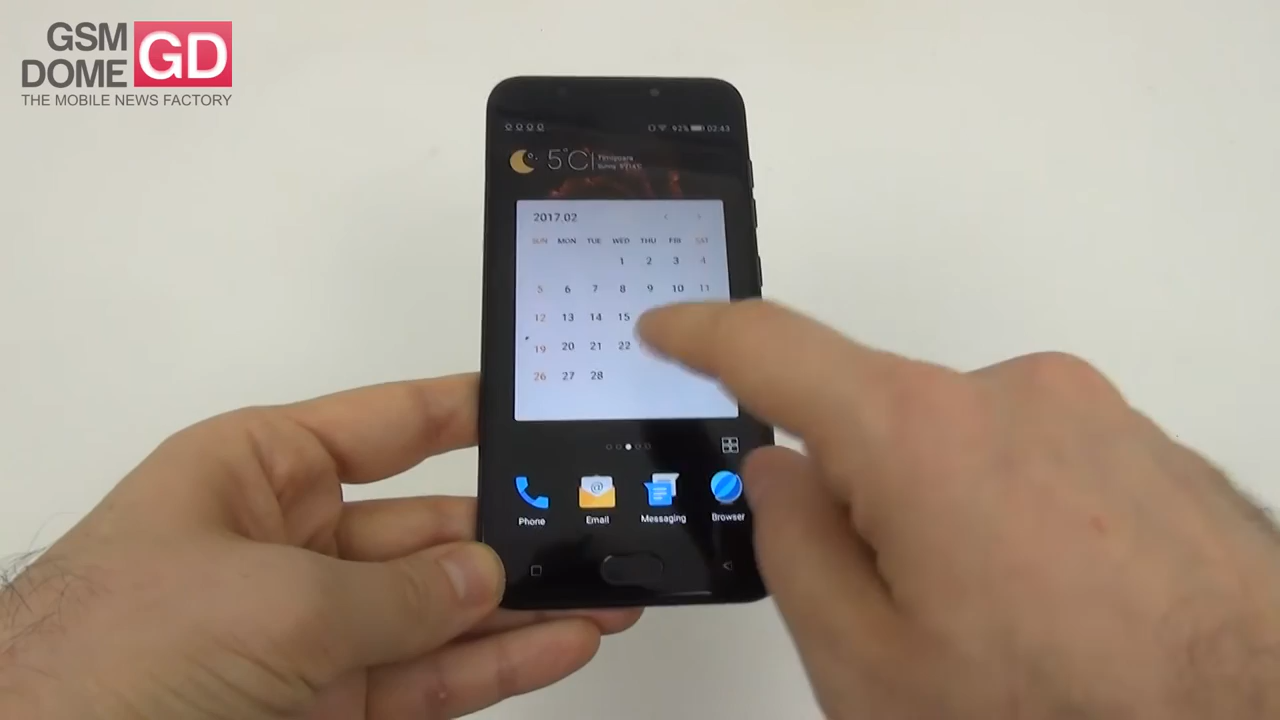 GSM
DOME
GD
THE MOBILE NEWS FACTORY
92% 02:43
5°C
Timișoara
2017.02
SUN MON TUE WED THU FRI SAT
1 2 3 4
5 6 7 8 9 10 11
12 13 14 15
19 20 21 22
26 27 28
Phone Email Messaging Browser